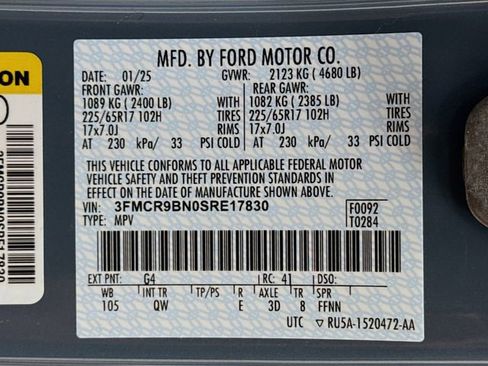 MFD. BY FORD MOTOR CO.
DATE: 01/25 GVWR: 2123 KG ( 4680 LB)
FRONT GAWR: REAR GAWR:
1089 KG ( 2400 LB) WITH 1082 KG ( 2385 LB) WITH
225/65R17 102H TIRES 225/65R17 102H TIRES
17x7.0J RIMS 17x7.0J RIMS
AT 230 kPa/ 33 PSI COLD AT 230 kPa/ 33 PSI COLD
THIS VEHICLE CONFORMS TO ALL APPLICABLE FEDERAL MOTOR
VEHICLE SAFETY AND THEFT PREVENTION STANDARDS IN
EFFECT ON THE DATE OF MANUFACTURE SHOWN ABOVE.
VIN: 3FMCR9BN0SRE17830 F0092
TYPE: MPV T0284
EXT PNT: G4 RC: 41 DSO:
WB INT TR TP/PS R AXLE TR SPR
105 QW E 3D 8 FFNN
UTC ▽RU5A-1520472-AA
ON
3FMCR9BN0SRE17830